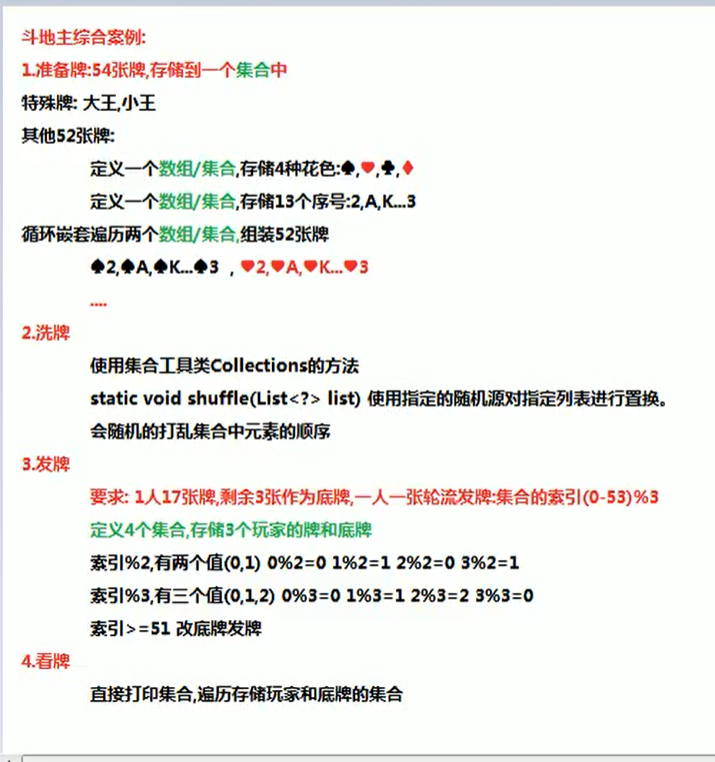 斗地主综合案例:
1.准备牌:54张牌,存储到一个集合中
特殊牌: 大王,小王
其他52张牌:
定义一个数组/集合,存储4种花色:♠,♥,♣,♦
定义一个数组/集合,存储13个序号:2,A,K...3
循环嵌套遍历两个数组/集合,组装52张牌
♠2,♠A,♠K...♠3 , ♥2,♥A,♥K...♥3
....
2.洗牌
使用集合工具类Collections的方法
static void shuffle(List<?> list) 使用指定的随机源对指定列表进行置换。
会随机的打乱集合中元素的顺序
3.发牌
要求: 1人17张牌,剩余3张作为底牌,一人一张轮流发牌:集合的索引(0-53)%3
定义4个集合,存储3个玩家的牌和底牌
索引%2,有两个值(0,1) 0%2=0 1%2=1 2%2=0 3%2=1
索引%3,有三个值(0,1,2) 0%3=0 1%3=1 2%3=2 3%3=0
索引>=51 改底牌发牌
4.看牌
直接打印集合,遍历存储玩家和底牌的集合